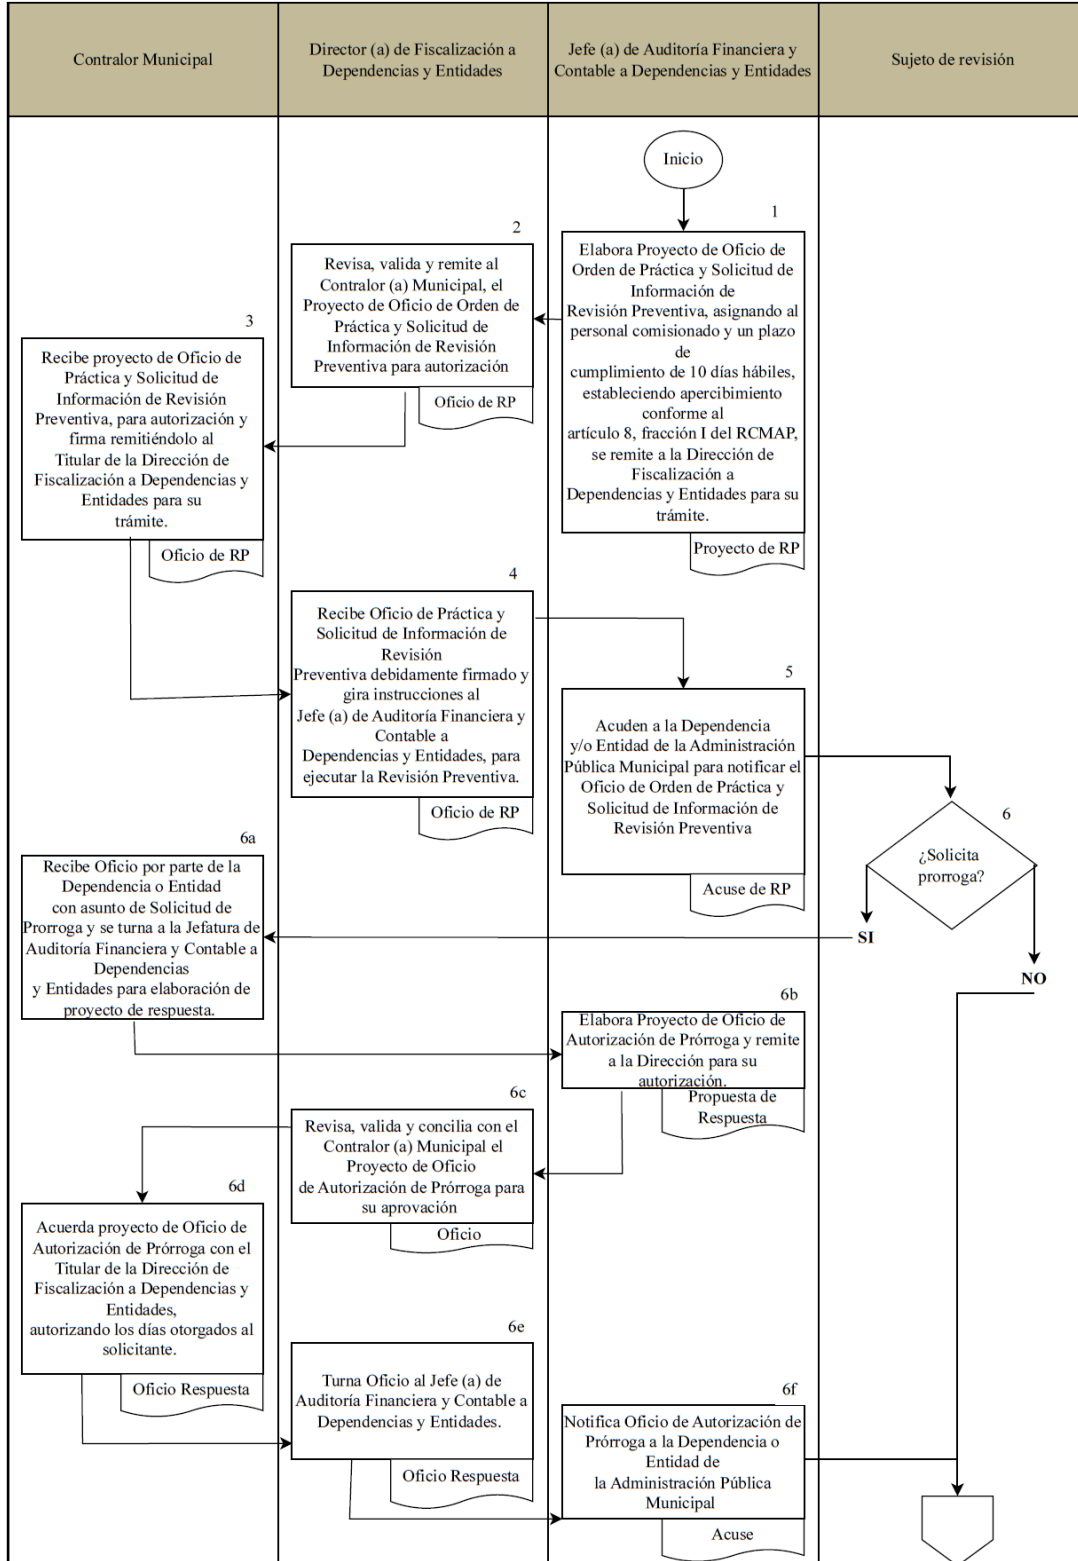 Contralor Municipal
Director (a) de Fiscalización a
Dependencias y Entidades
Jefe (a) de Auditoría Financiera y
Contable a Dependencias y Entidades
Sujeto de revisión
Inicio
1
Elabora Proyecto de Oficio de
Orden de Práctica y Solicitud de
Información de
Revisión Preventiva, asignando al
personal comisionado y un plazo
de
cumplimiento de 10 días hábiles,
estableciendo apercibimiento
conforme al
artículo 8, fracción I del RCMAP,
se remite a la Dirección de
Fiscalización a
Dependencias y Entidades para su
trámite.
Proyecto de RP
2
Revisa, valida y remite al
Contralor (a) Municipal, el
Proyecto de Oficio de Orden de
Práctica y Solicitud de
Información de Revisión
Preventiva para autorización
Oficio de RP
3
Recibe proyecto de Oficio de
Práctica y Solicitud de
Información de Revisión
Preventiva, para autorización y
firma remitiéndolo al
Titular de la Dirección de
Fiscalización a Dependencias y
Entidades para su
trámite.
Oficio de RP
4
Recibe Oficio de Práctica y
Solicitud de Información de
Revisión
Preventiva debidamente firmado y
gira instrucciones al
Jefe (a) de Auditoría Financiera y
Contable a
Dependencias y Entidades, para
ejecutar la Revisión Preventiva.
Oficio de RP
5
Acuden a la Dependencia
y/o Entidad de la Administración
Pública Municipal para notificar el
Oficio de Orden de Práctica y
Solicitud de Información de
Revisión Preventiva
Acuse de RP
6
¿Solicita
prorroga?
SI
NO
6a
Recibe Oficio por parte de la
Dependencia o Entidad
con asunto de Solicitud de
Prorroga y se turna a la Jefatura de
Auditoría Financiera y Contable a
Dependencias
y Entidades para elaboración de
proyecto de respuesta.
6b
Elabora Proyecto de Oficio de
Autorización de Prórroga y remite
a la Dirección para su
autorización.
Propuesta de
Respuesta
6c
Revisa, valida y concilia con el
Contralor (a) Municipal el
Proyecto de Oficio
de Autorización de Prórroga para
su aprovación
Oficio
6d
Acuerda proyecto de Oficio de
Autorización de Prórroga con el
Titular de la Dirección de
Fiscalización a Dependencias y
Entidades,
autorizando los días otorgados al
solicitante.
Oficio Respuesta
6e
Turna Oficio al Jefe (a) de
Auditoría Financiera y Contable a
Dependencias y Entidades.
Oficio Respuesta
6f
Notifica Oficio de Autorización de
Prórroga a la Dependencia o
Entidad de
la Administración Pública
Municipal
Acuse